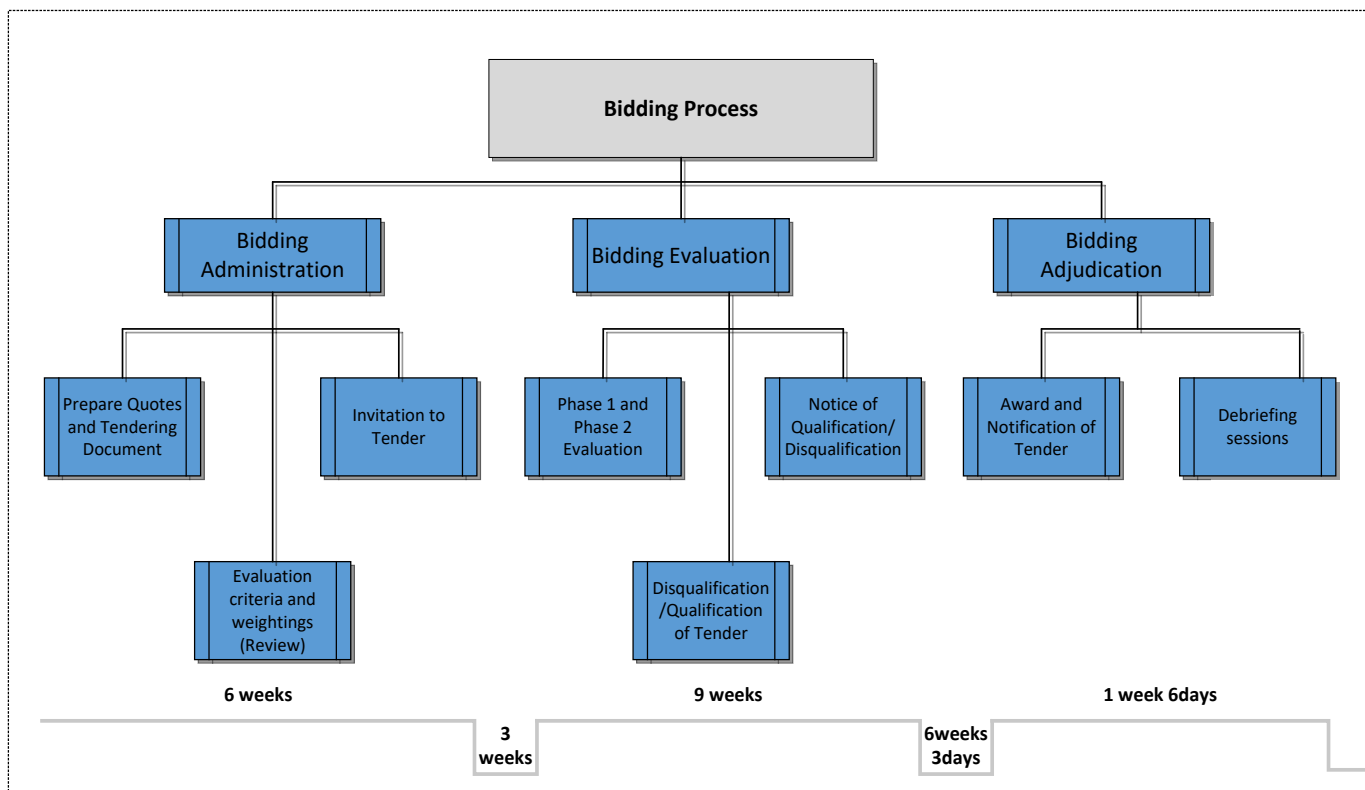 Bidding Process
Bidding
Administration
Bidding Evaluation
Bidding
Adjudication
Prepare Quotes
and Tendering
Document
Invitation to
Tender
Phase 1 and
Phase 2
Evaluation
Notice of
Qualification/
Disqualification
Award and
Notification of
Tender
Debriefing
sessions
Evaluation
criteria and
weightings
(Review)
Disqualification
/Qualification
of Tender
6 weeks
9 weeks
1 week 6days
3
weeks
6weeks
3days